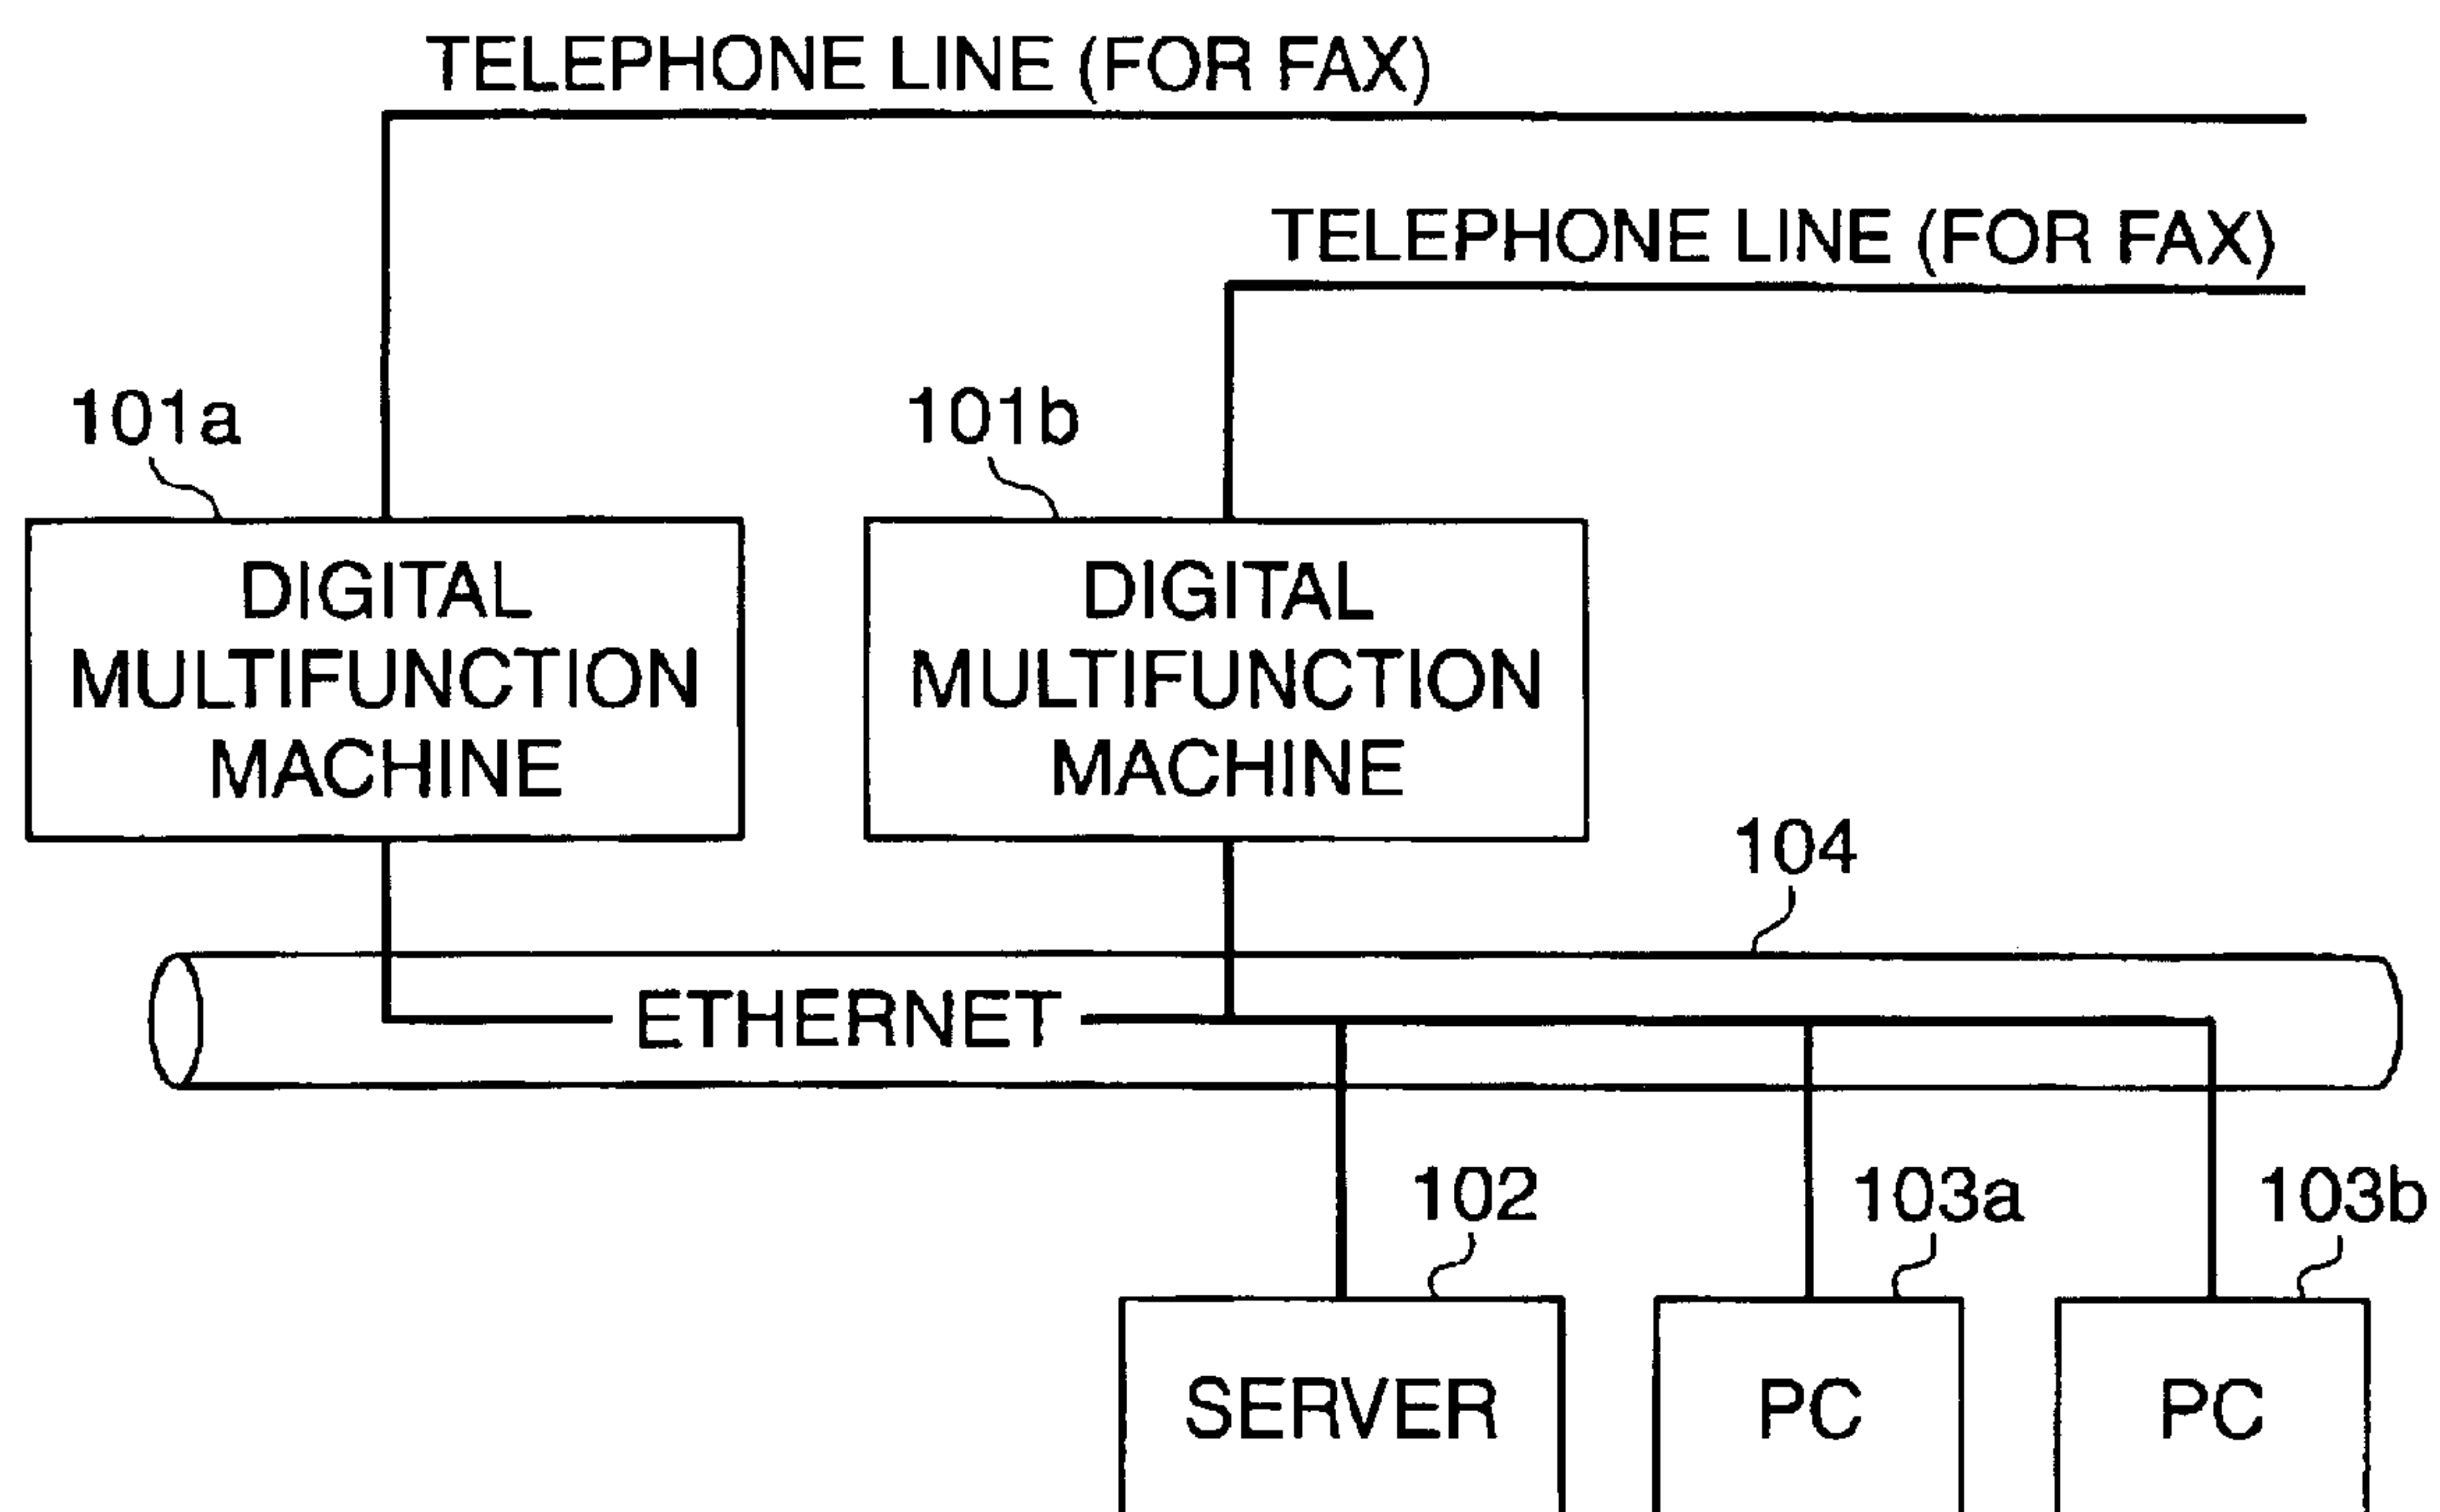 TELEPHONE LINE (FOR FAX)
TELEPHONE LINE (FOR FAX)
101a
101b
DIGITAL
MULTIFUNCTION
MACHINE
DIGITAL
MULTIFUNCTION
MACHINE
104
ETHERNET
102
103a
103b
SERVER
PC
PC